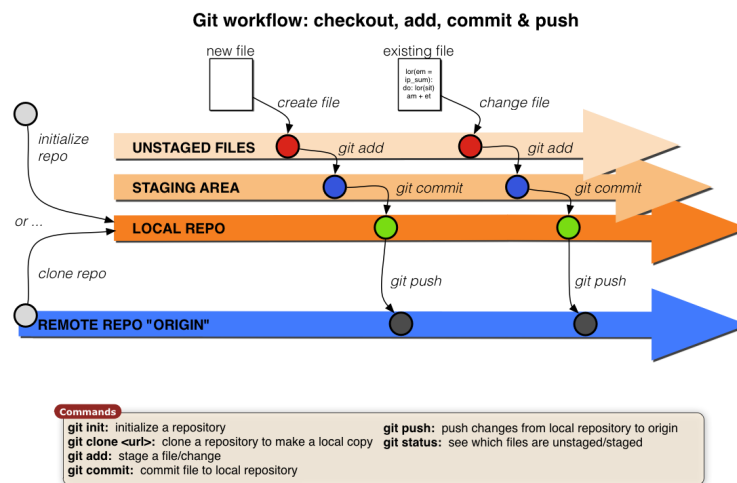 Git workflow: checkout, add, commit & push
new file
existing file
lor(em =
ip_sum):
do: lor(sit)
am + et
create file
change file
initialize
repo
UNSTAGED FILES
git add
git add
STAGING AREA
git commit
git commit
or ...
LOCAL REPO
clone repo
git push
git push
REMOTE REPO "ORIGIN"
Commands
git init: initialize a repository
git clone <url>: clone a repository to make a local copy
git add: stage a file/change
git commit: commit file to local repository
git push: push changes from local repository to origin
git status: see which files are unstaged/staged